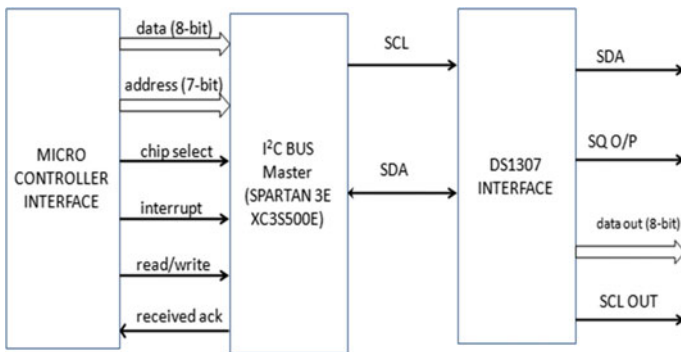 MICRO
CONTROLLER
INTERFACE
data (8-bit)
address (7-bit)
chip select
interrupt
read/write
received ack
I²C BUS
Master
(SPARTAN 3E
XC3S500E)
SCL
SDA
DS1307
INTERFACE
SDA
SQ O/P
data out (8-bit)
SCL OUT